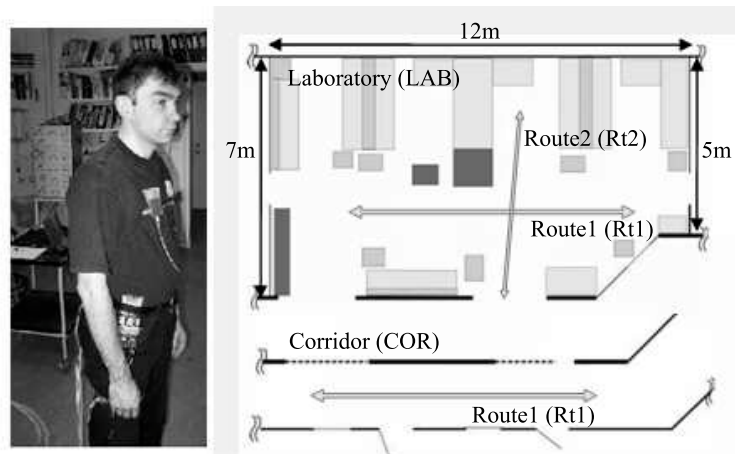 12m
Laboratory (LAB)
Route2 (Rt2)
7m
5m
Route1 (Rt1)
Corridor (COR)
Route1 (Rt1)